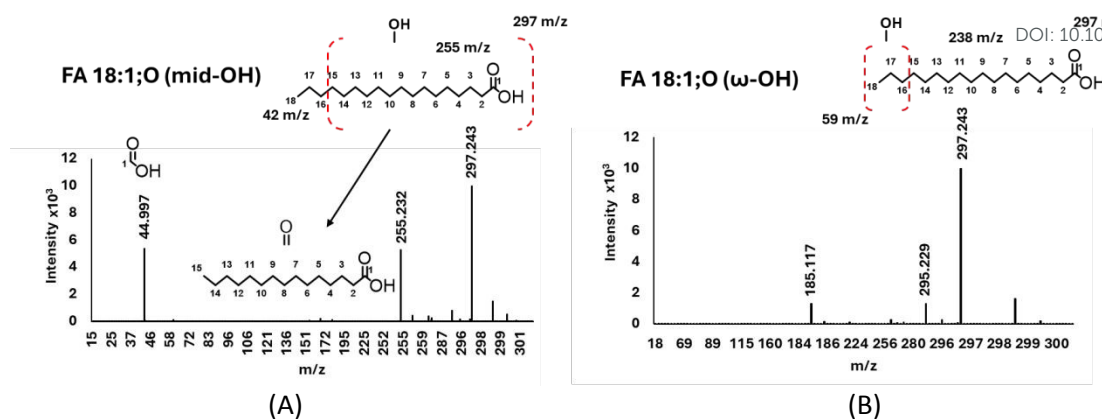 OH
297 m/z
255 m/z
FA 18:1;O (mid-OH)
O
1
OH
17 15 13 11 9 7 5 3
18 16 14 12 10 8 6 4 2
42 m/z
Intensity x10³
12
10
8
6
4
2
0
1
OH
44.997
O
O
1
OH
15 13 11 9 7 5 3
14 12 10 8 6 4 2
255.232
297.243
15 25 37 46 58 72 83 96 108 123 136 151 172 195 225 252 255 259 287 296 298 299 301
m/z
(A)
OH
297
238 m/z
DOI: 10.10
FA 18:1;O (ω-OH)
O
1
OH
17 15 13 11 9 7 5 3
18 16 14 12 10 8 6 4 2
59 m/z
Intensity x10³
12
10
8
6
4
2
0
185.117
295.229
297.243
18 69 89 115 160 184 186 224 256 280 296 297 298 299 300
m/z
(B)